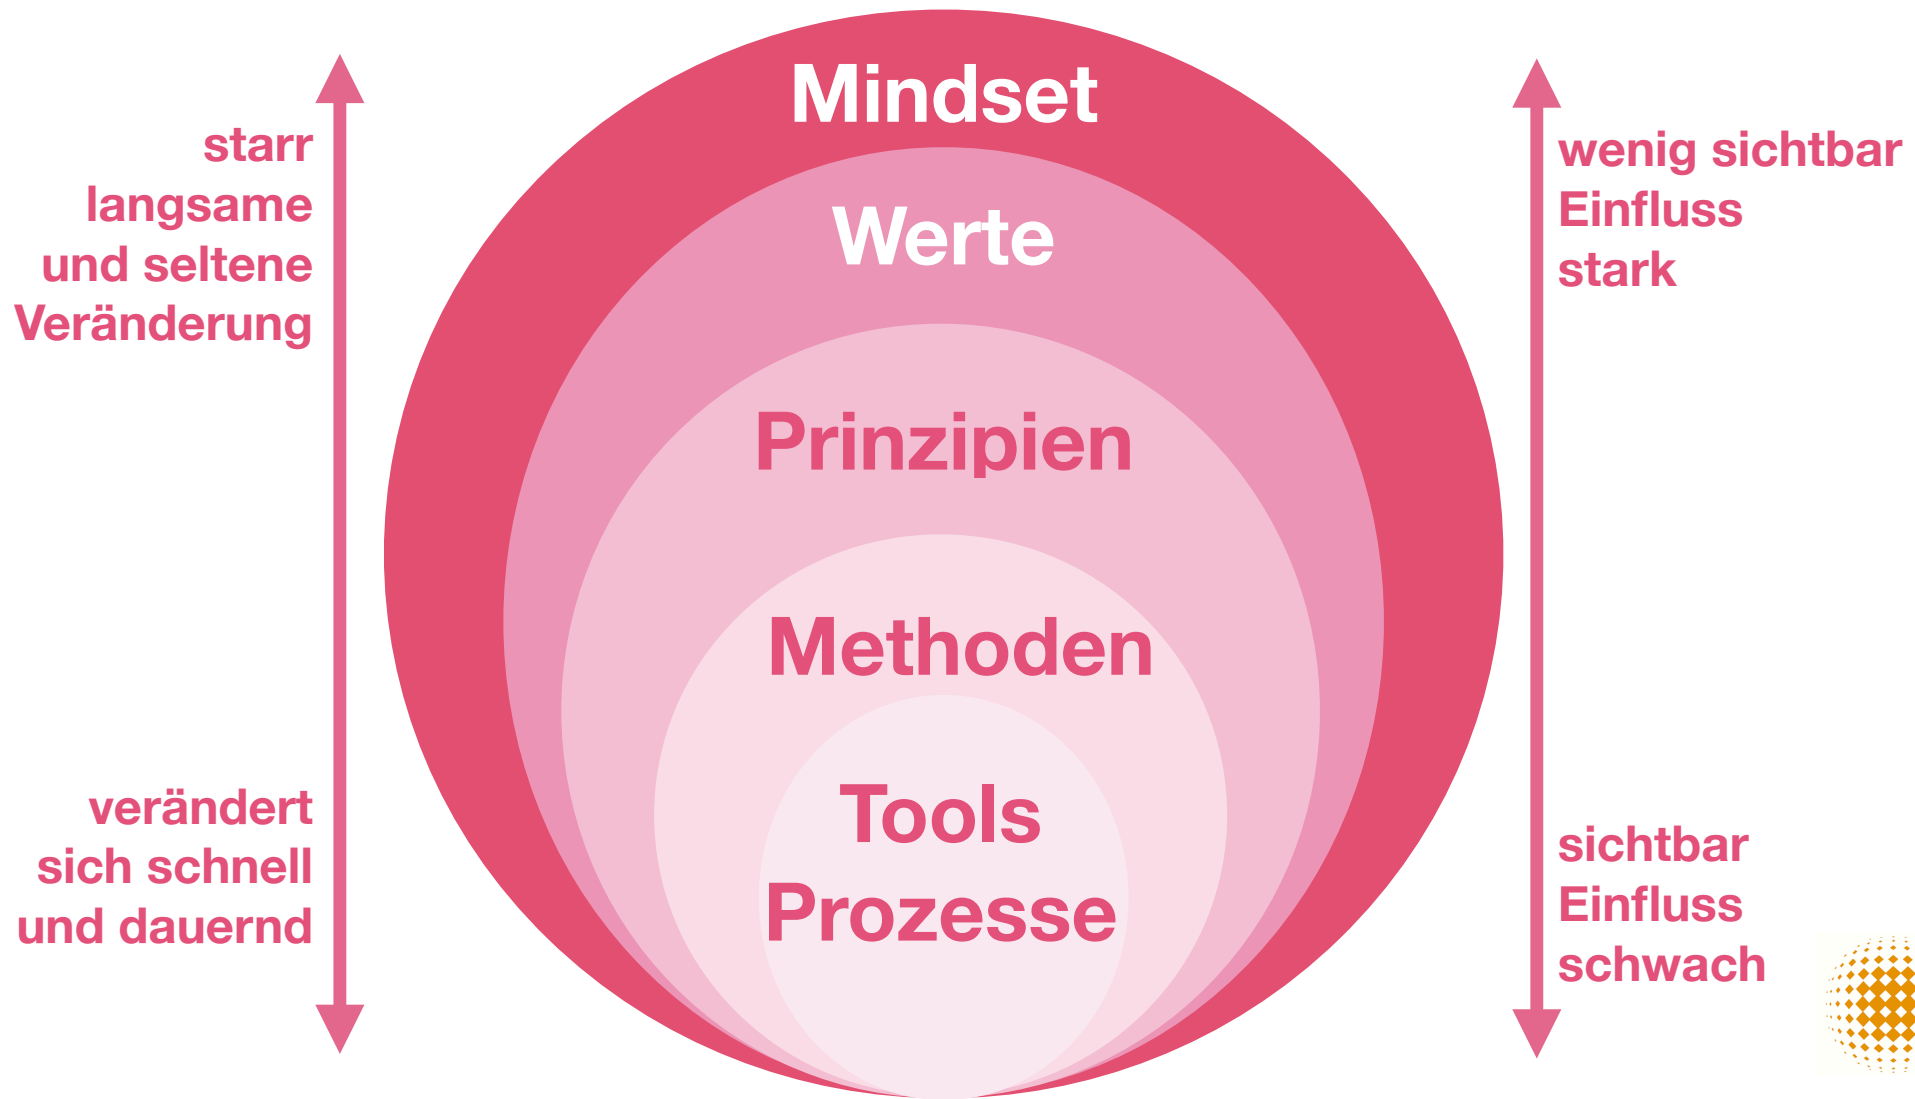 Mindset
Werte
Prinzipien
Methoden
Tools
Prozesse
starr
langsame
und seltene
Veränderung
verändert
sich schnell
und dauernd
wenig sichtbar
Einfluss
stark
sichtbar
Einfluss
schwach